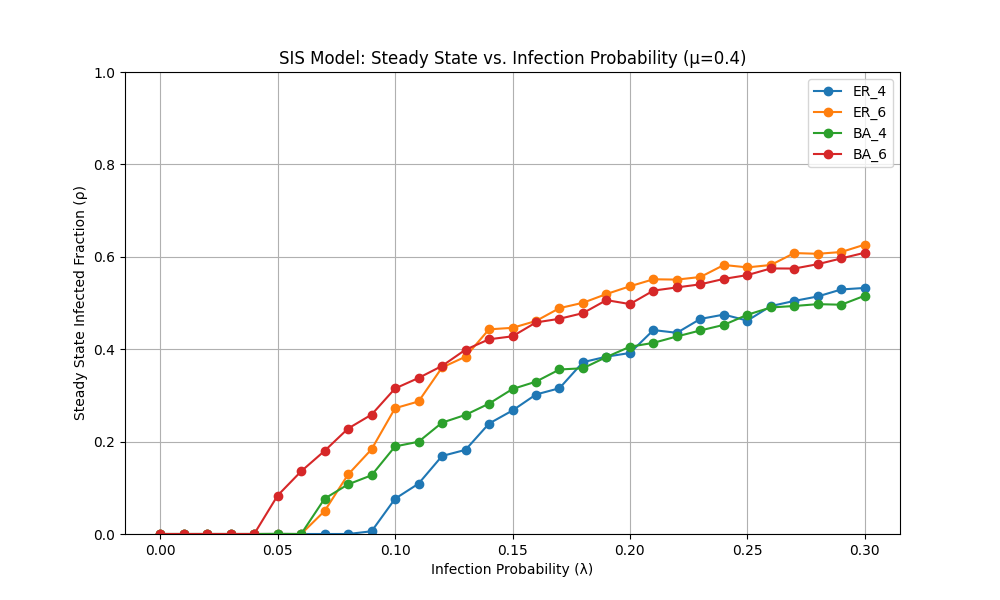 SIS Model: Steady State vs. Infection Probability (μ=0.4)
1.0
0.8
0.6
0.4
0.2
0.0
Steady State Infected Fraction (ρ)
ER_4
ER_6
BA_4
BA_6
0.00 0.05 0.10 0.15 0.20 0.25 0.30
Infection Probability (λ)